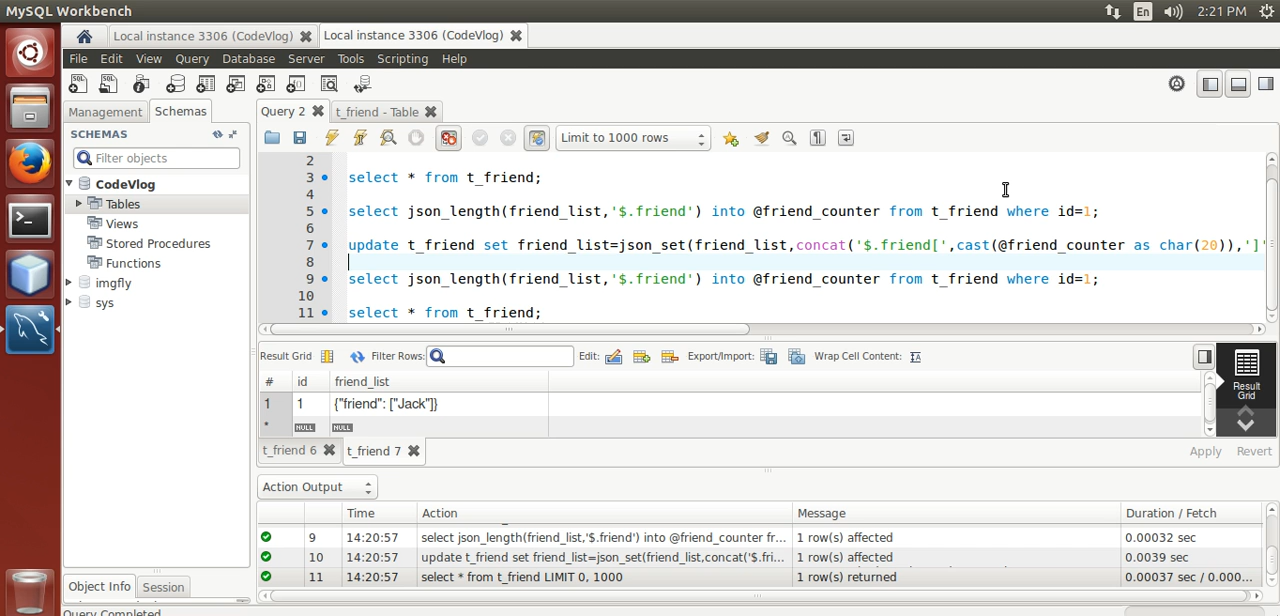 MySQL Workbench
En
2:21 PM
Local instance 3306 (CodeVlog)
Local instance 3306 (CodeVlog)
File Edit View Query Database Server Tools Scripting Help
Management Schemas
SCHEMAS
Filter objects
CodeVlog
Tables
Views
Stored Procedures
Functions
imgfly
sys
Object Info Session
Query Completed
Query 2
t_friend - Table
Limit to 1000 rows
2
3 select * from t_friend;
4
5 select json_length(friend_list,'$.friend') into @friend_counter from t_friend where id=1;
6
7 update t_friend set friend_list=json_set(friend_list,concat('$.friend[',cast(@friend_counter as char(20)),']'
8
9 select json_length(friend_list,'$.friend') into @friend_counter from t_friend where id=1;
10
11 select * from t_friend;
Result Grid Filter Rows: Edit: Export/Import: Wrap Cell Content:
# id friend_list
1 1 {"friend": ["Jack"]}
* NULL NULL
Result Grid
t_friend 6 t_friend 7 Apply Revert
Action Output
Time Action Message Duration / Fetch
9 14:20:57 select json_length(friend_list,'$.friend') into @friend_counter fr... 1 row(s) affected 0.00032 sec
10 14:20:57 update t_friend set friend_list=json_set(friend_list,concat('$.fri... 1 row(s) affected 0.0039 sec
11 14:20:57 select * from t_friend LIMIT 0, 1000 1 row(s) returned 0.00037 sec / 0.000...